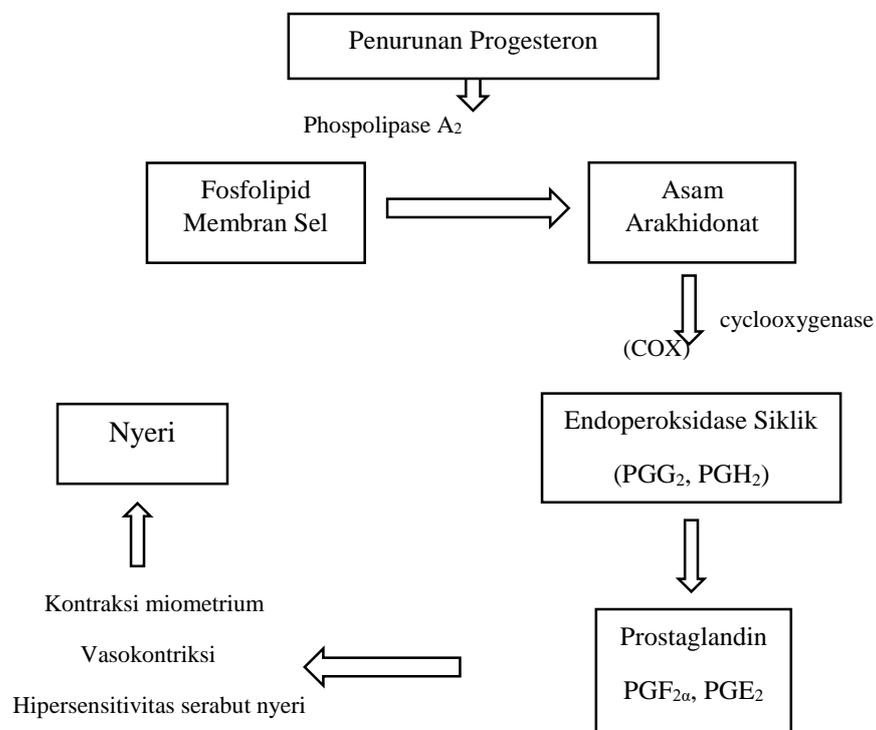 Penurunan Progesteron
Phospolipase A₂
Fosfolipid
Membran Sel
Asam
Arakhidonat
cyclooxygenase
(COX)
Endoperoksidase Siklik
(PGG₂, PGH₂)
Nyeri
Kontraksi miometrium
Vasokontriksi
Hipersensitivitas serabut nyeri
Prostaglandin
PGF₂α, PGE₂